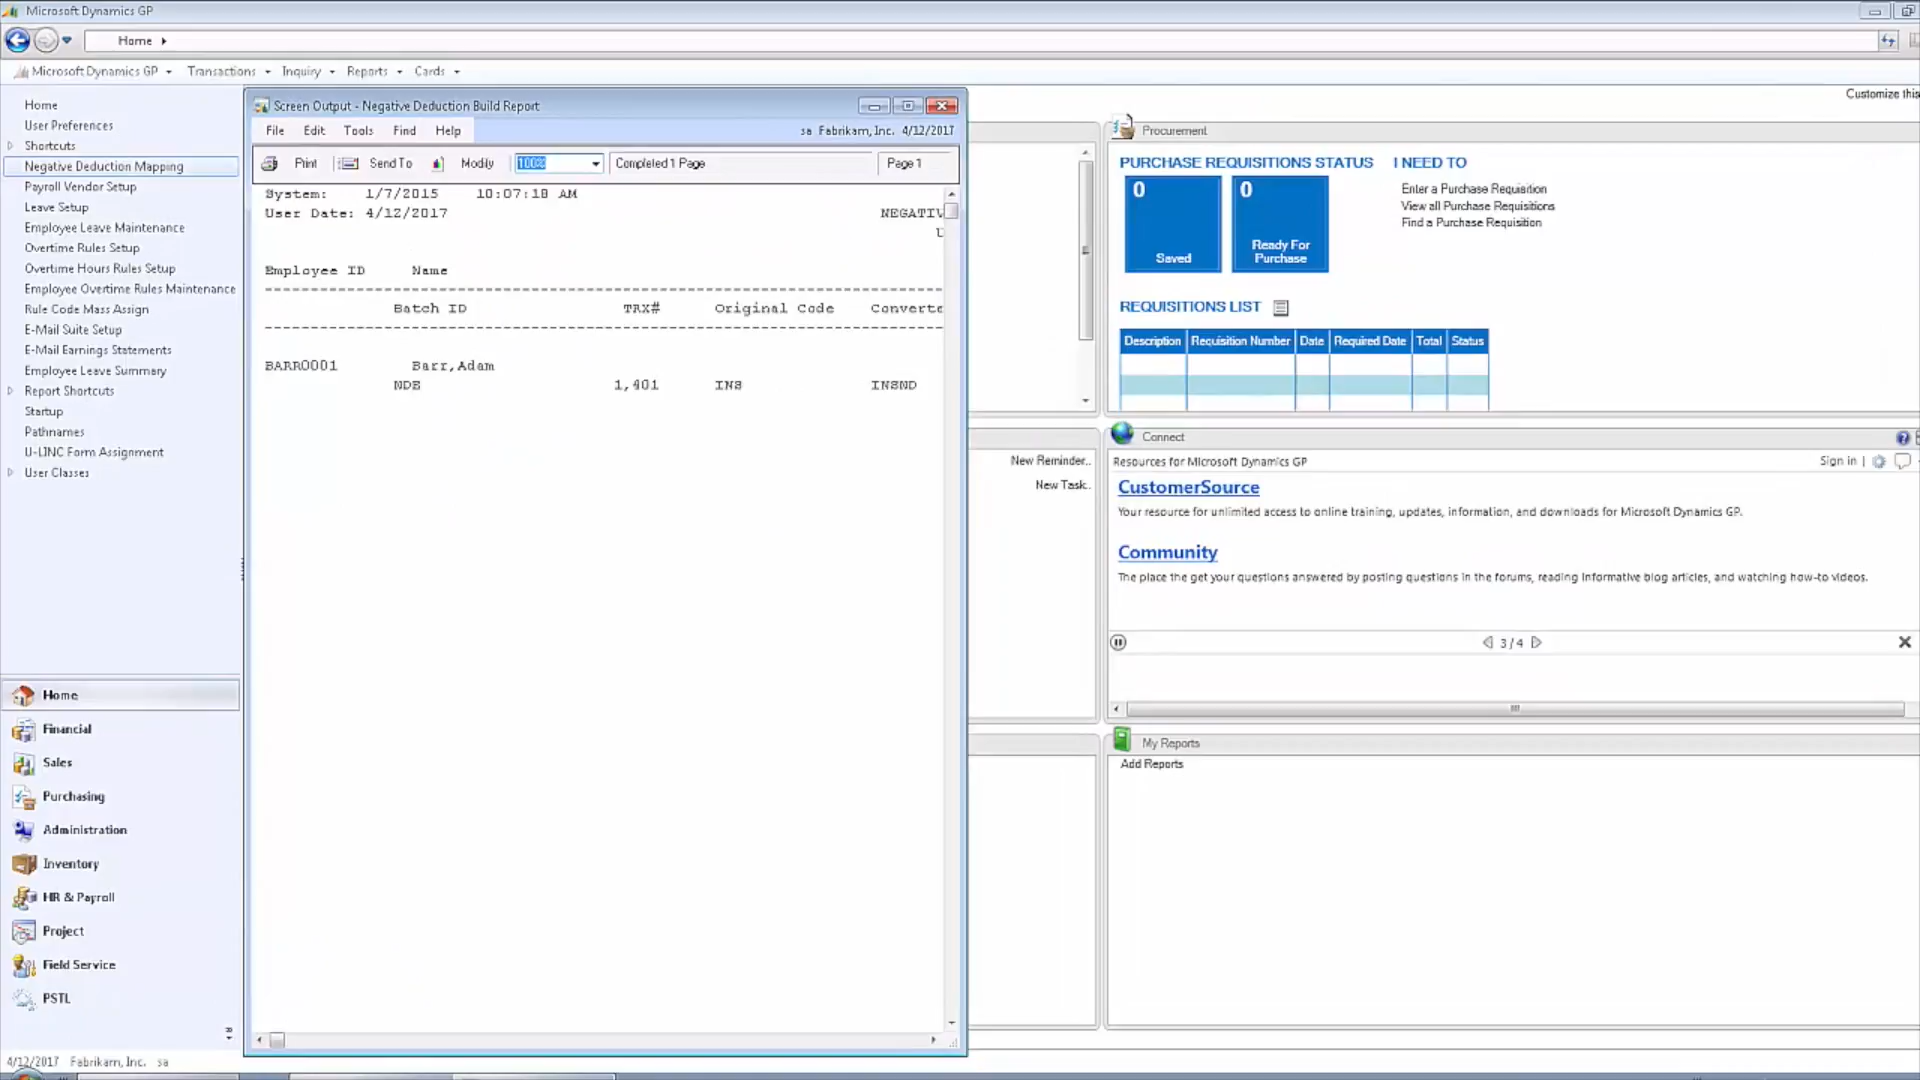 Microsoft Dynamics GP
Home
Microsoft Dynamics GP Transactions Inquiry Reports Cards
Customize this
Home
User Preferences
Shortcuts
Negative Deduction Mapping
Payroll Vendor Setup
Leave Setup
Employee Leave Maintenance
Overtime Rules Setup
Overtime Hours Rules Setup
Employee Overtime Rules Maintenance
Rule Code Mass Assign
E-Mail Suite Setup
E-Mail Earnings Statements
Employee Leave Summary
Report Shortcuts
Startup
Pathnames
U-LINC Form Assignment
User Classes
Home
Financial
Sales
Purchasing
Administration
Inventory
HR & Payroll
Project
Field Service
PSTL
4/12/2017 Fabrikam, Inc. sa
Screen Output - Negative Deduction Build Report
File Edit Tools Find Help
sa Fabrikam, Inc. 4/12/2017
Print Send To Modify 100% Completed 1 Page Page 1
System: 1/7/2015 10:07:18 AM
User Date: 4/12/2017 NEGATIV
U
Employee ID Name
Batch ID TRX# Original Code Converte
BARR0001 Barr,Adam
NDE 1,401 INS INSND
New Reminder..
New Task..
Procurement
PURCHASE REQUISITIONS STATUS
0
Saved
0
Ready For
Purchase
I NEED TO
Enter a Purchase Requisition
View all Purchase Requisitions
Find a Purchase Requisition
REQUISITIONS LIST
Description Requisition Number Date Required Date Total Status
Connect
Resources for Microsoft Dynamics GP
Sign in |
CustomerSource
Your resource for unlimited access to online training, updates, information, and downloads for Microsoft Dynamics GP.
Community
The place the get your questions answered by posting questions in the forums, reading informative blog articles, and watching how-to videos.
3/4
My Reports
Add Reports